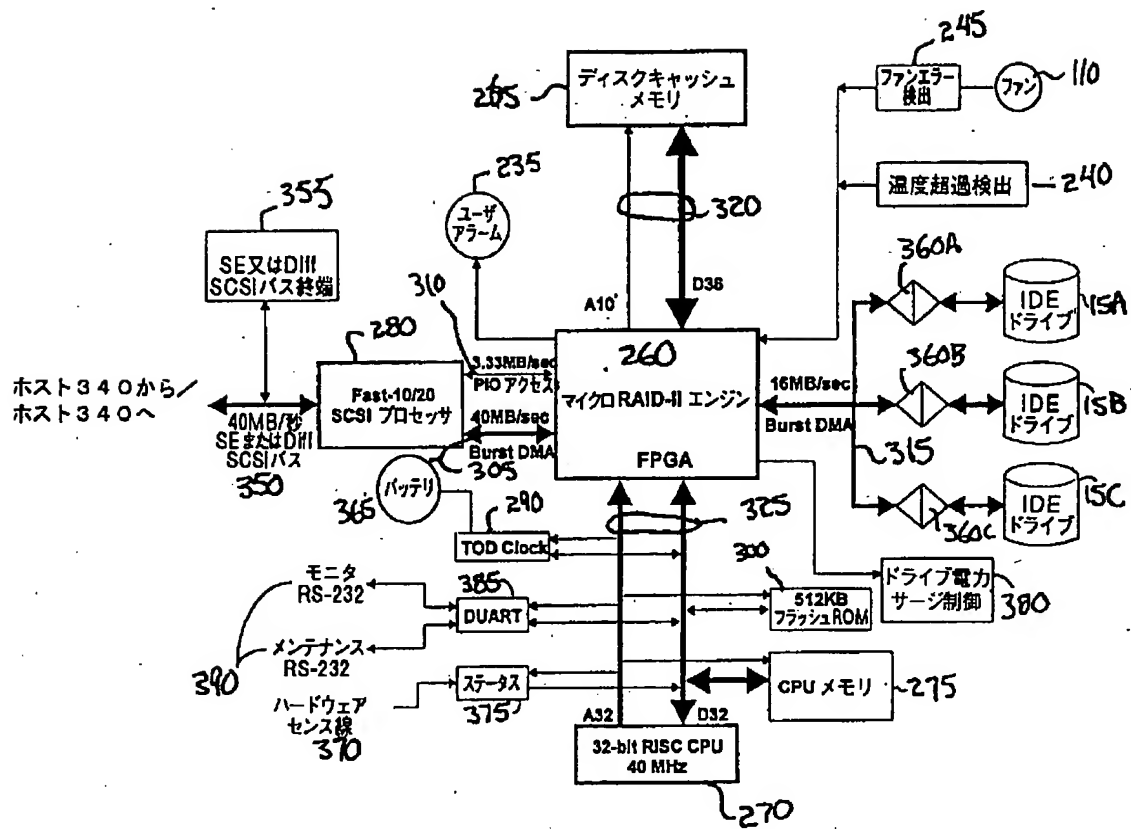 245
110
ディスクキャッシュ
メモリ
ファンエラー
検出
ファン
235
355
温度超過検出
240
ユーザ
アラーム
320
SE又はDiff
SCSIバス終端
310
360A
IDE
ドライブ
15A
A10
D36
280
260
360B
3.33MB/sec
PIO アクセス
ホスト340から/
ホスト340へ
Fast-10/20
SCSI プロセッサ
マイクロRAID-II エンジン
16MB/sec
Burst DMA
IDE
ドライブ
15B
40MB/秒
SEまたはDiff
SCSIバス
350
40MB/sec
Burst DMA
305
FPGA
315
365
バッテリ
290
325
360C
IDE
ドライブ
15C
TOD Clock
300
モニタ
RS-232
385
DUART
512KB
フラッシュROM
ドライブ電力
サージ制御
380
390
メンテナンス
RS-232
ステータス
375
CPU メモリ
275
ハードウェア
センス線
370
A32
D32
32-bit RISC CPU
40 MHz
270